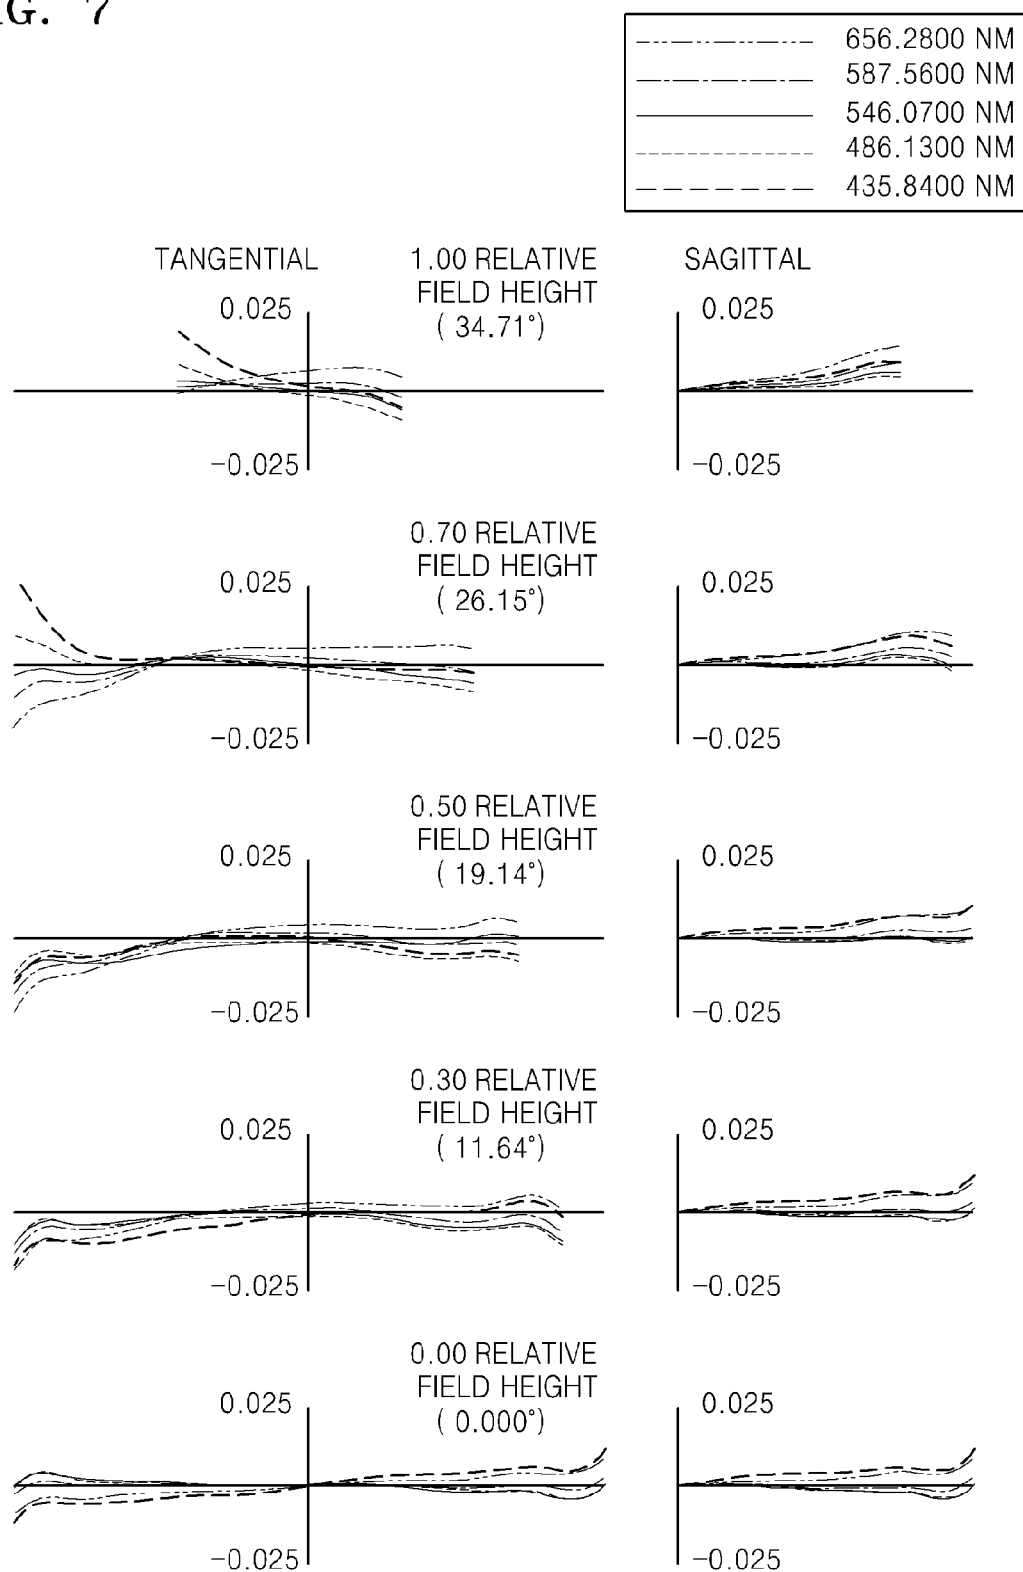 G. 7
656.2800 NM
587.5600 NM
546.0700 NM
486.1300 NM
435.8400 NM
TANGENTIAL
1.00 RELATIVE
FIELD HEIGHT
( 34.71°)
SAGITTAL
0.025
0.025
-0.025
-0.025
0.70 RELATIVE
FIELD HEIGHT
( 26.15°)
0.025
0.025
-0.025
-0.025
0.50 RELATIVE
FIELD HEIGHT
( 19.14°)
0.025
0.025
-0.025
-0.025
0.30 RELATIVE
FIELD HEIGHT
( 11.64°)
0.025
0.025
-0.025
-0.025
0.00 RELATIVE
FIELD HEIGHT
( 0.000°)
0.025
0.025
-0.025
-0.025